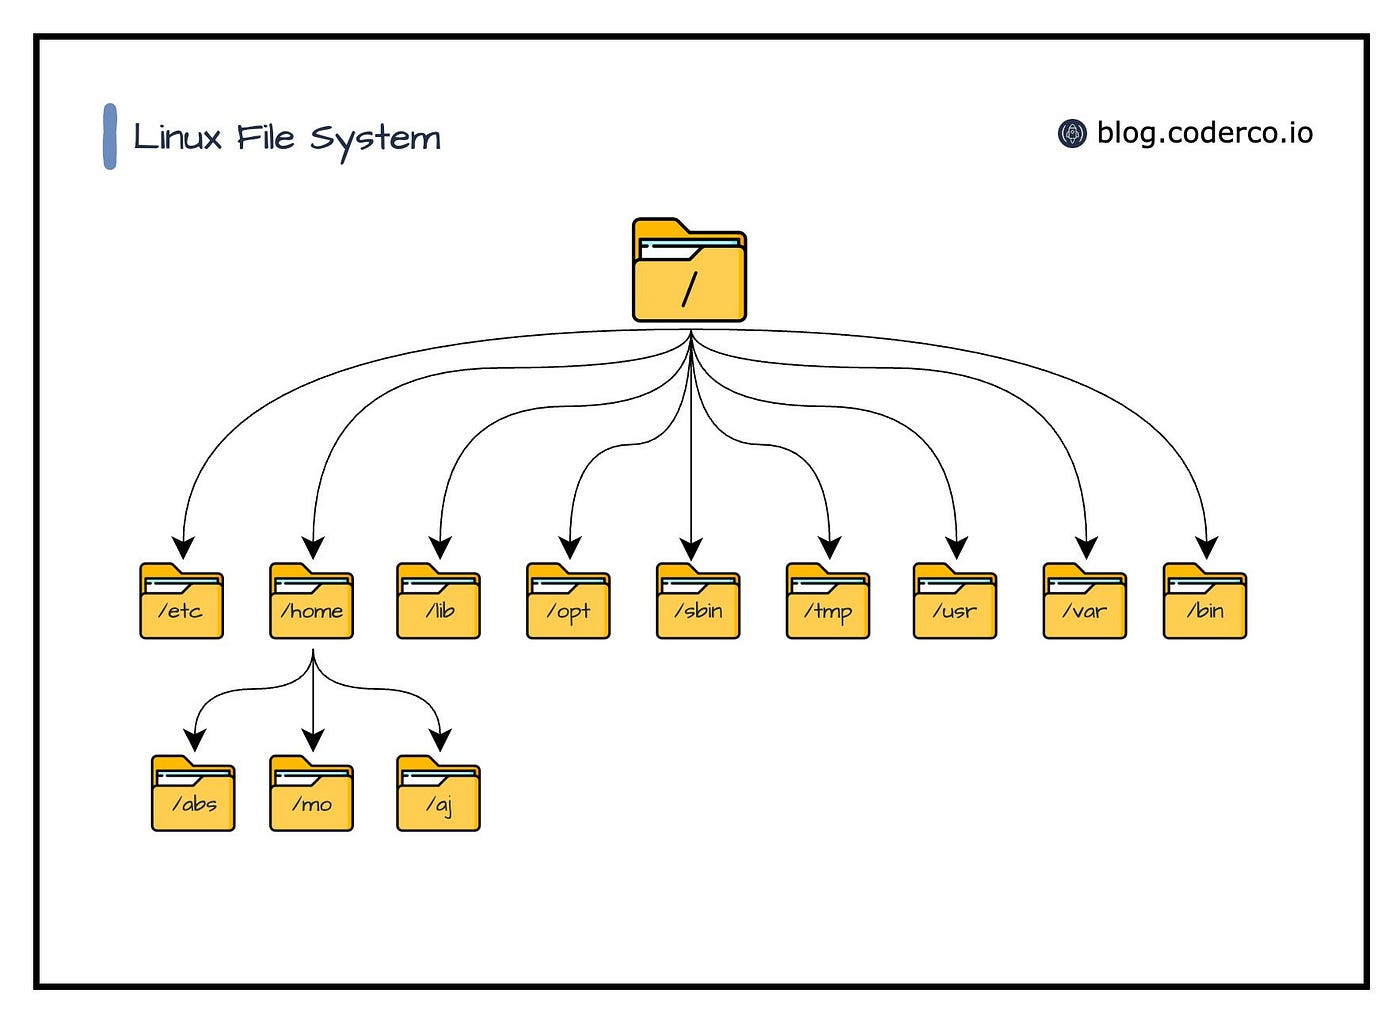 Linux File System
blog.coderco.io
/
/etc
/home
/lib
/opt
/sbin
/tmp
/usr
/var
/bin
/abs
/mo
/aj